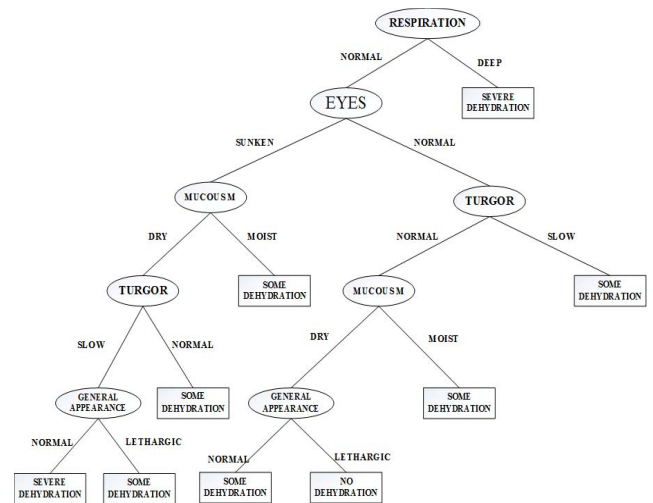 RESPIRATION
NORMAL
DEEP
EYES
SEVERE
DEHYDRATION
SUNKEN
NORMAL
MUCOUSM
TURGOR
DRY
MOIST
NORMAL
SLOW
TURGOR
SOME
DEHYDRATION
MUCOUSM
SOME
DEHYDRATION
SLOW
NORMAL
DRY
MOIST
GENERAL
APPEARANCE
SOME
DEHYDRATION
GENERAL
APPEARANCE
SOME
DEHYDRATION
NORMAL
LETHARGIC
NORMAL
LETHARGIC
SEVERE
DEHYDRATION
SOME
DEHYDRATION
SOME
DEHYDRATION
NO
DEHYDRATION